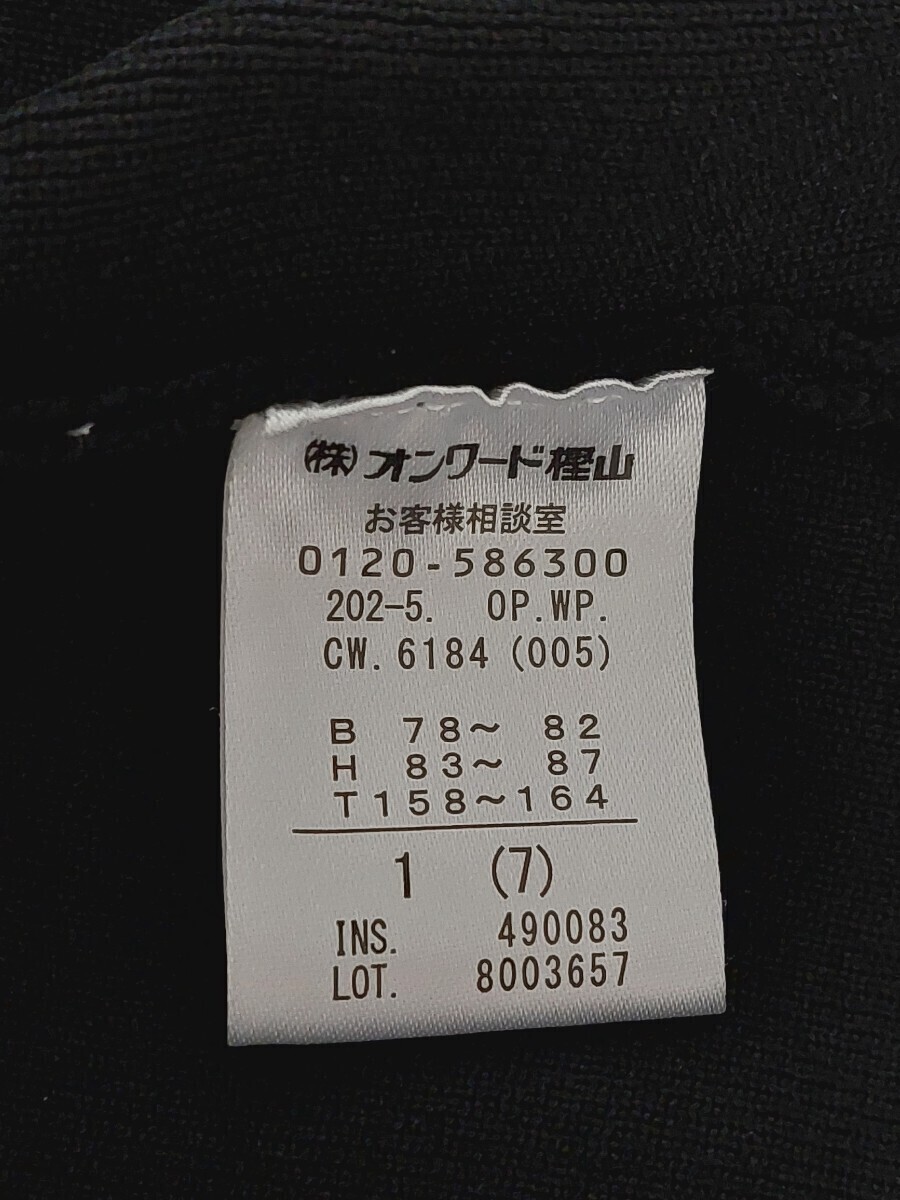 (株)オンワード樫山
お客様相談室
0120-586300
202-5. OP.WP.
CW.6184(005)
B 78～ 82
H 83～ 87
T158～164
1 (7)
INS. 490083
LOT. 8003657